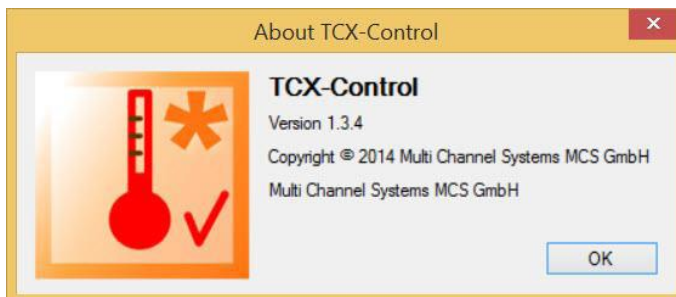 About TCX-Control
TCX-Control
Version 1.3.4
Copyright © 2014 Multi Channel Systems MCS GmbH
Multi Channel Systems MCS GmbH
OK